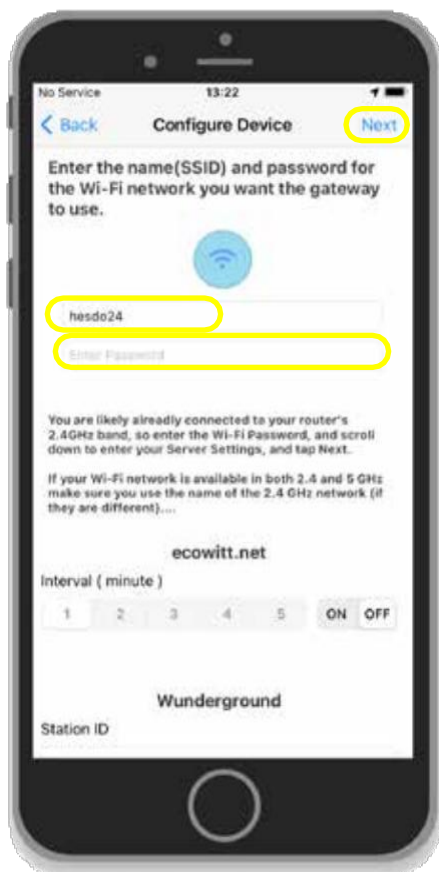 No Service 13:22
Back Configure Device Next
Enter the name(SSID) and password for
the Wi-Fi network you want the gateway
to use.
hesdo24
Enter Password
You are likely already connected to your router's
2.4GHz band, so enter the Wi-Fi Password, and scroll
down to enter your Server Settings, and tap Next.
If your Wi-Fi network is available in both 2.4 and 5 GHz
make sure you use the name of the 2.4 GHz network (if
they are different)....
ecowitt.net
Interval ( minute )
1 2 3 4 5 ON OFF
Wunderground
Station ID